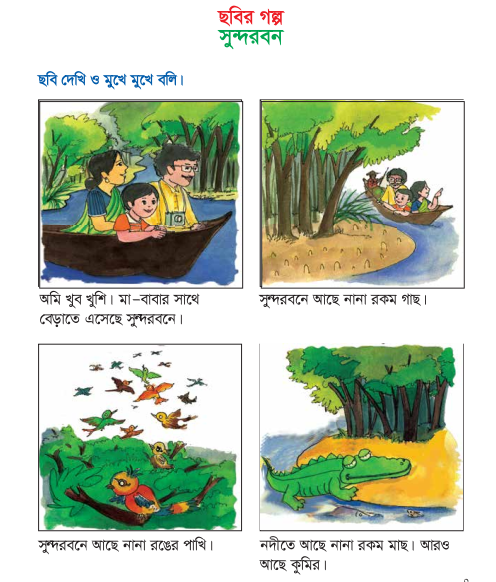 ছবির গল্প
সুন্দরবন
ছবি দেখি ও মুখে মুখে বলি।
অমি খুব খুশি। মা-বাবার সাথে
বেড়াতে এসেছে সুন্দরবনে।
সুন্দরবনে আছে নানা রকম গাছ।
সুন্দরবনে আছে নানা রঙের পাখি।
নদীতে আছে নানা রকম মাছ। আরও
আছে কুমির।